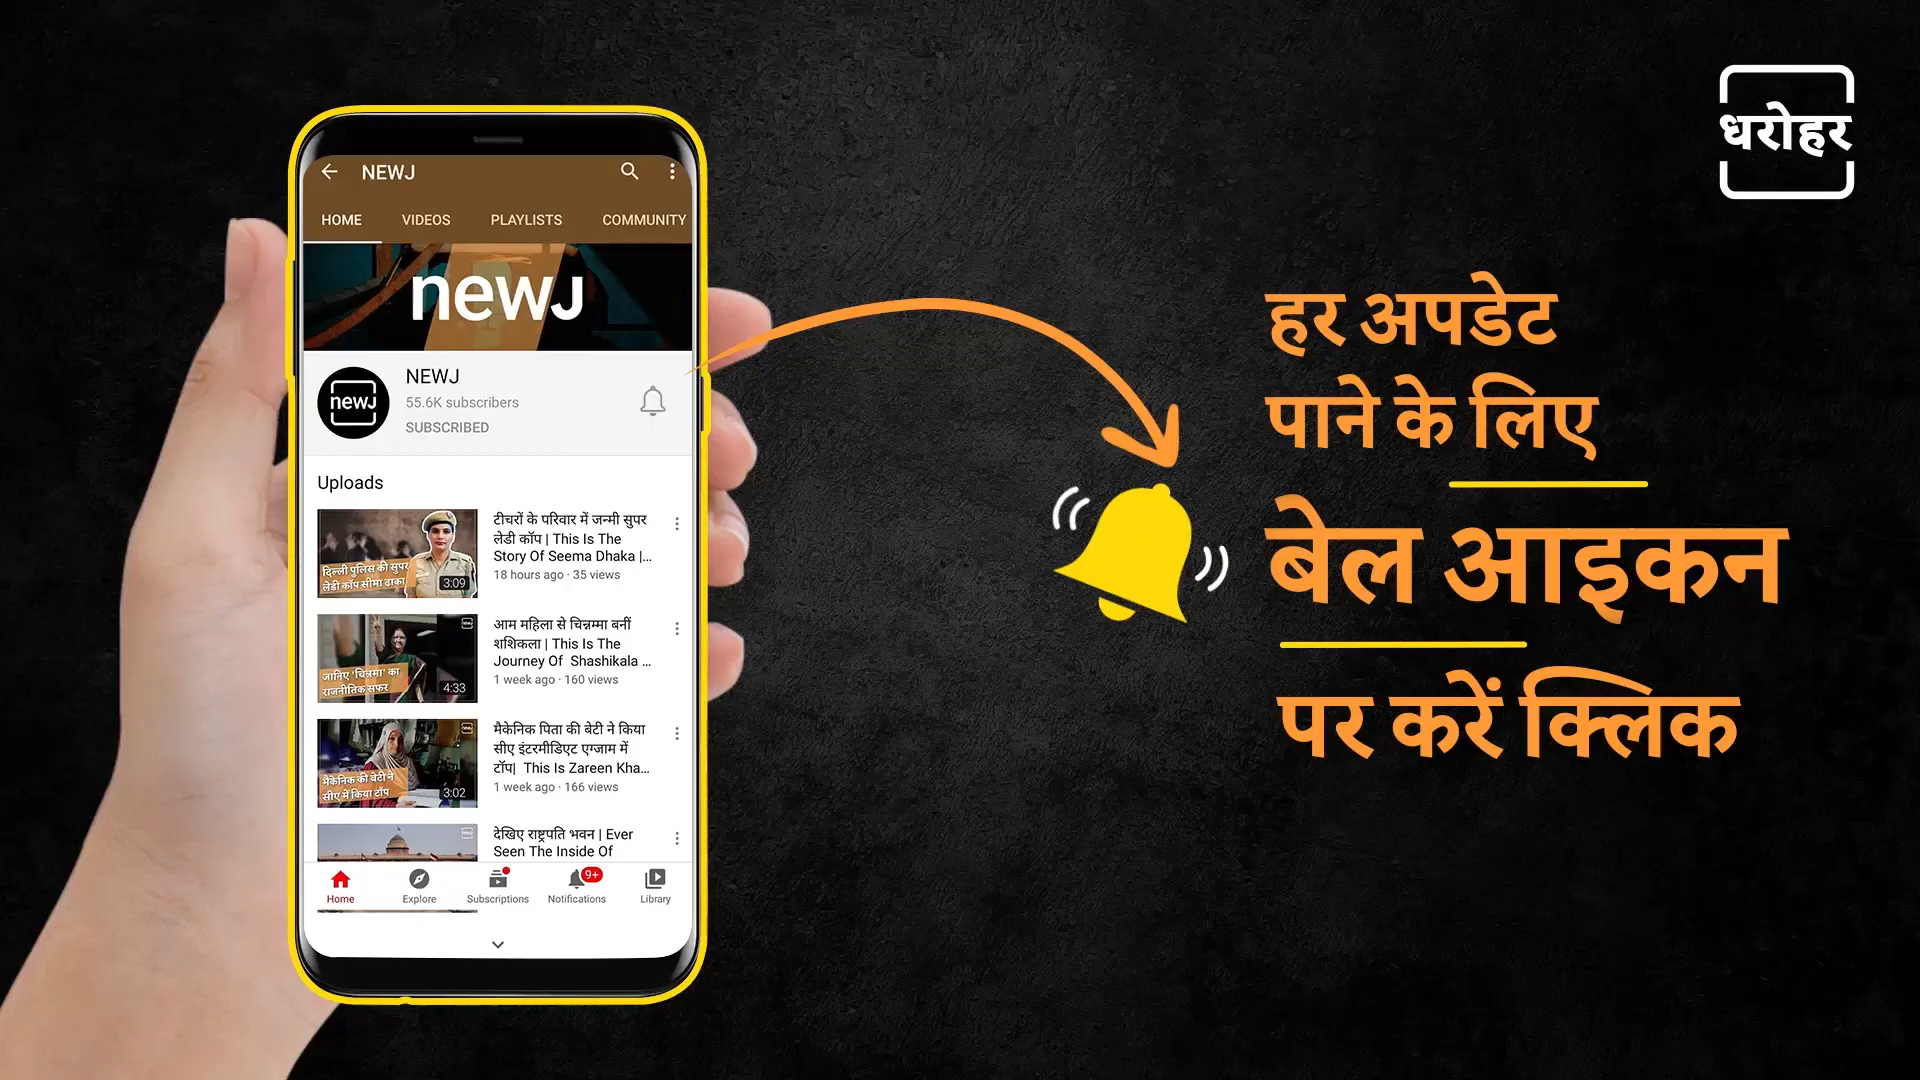 धरोहर
NEWJ
HOME VIDEOS PLAYLISTS COMMUNITY
newJ
newJ
NEWJ
55.6K subscribers
SUBSCRIBED
Uploads
दिल्ली पुलिस की सुपर
लेडी कॉप सीमा ढाका
3:09
टीचरों के परिवार में जन्मी सुपर
लेडी कॉप | This Is The
Story Of Seema Dhaka |...
18 hours ago · 35 views
जानिए 'चिन्नमा' का
राजनीतिक सफर
4:33
आम महिला से चिन्नम्मा बनीं
शशिकला | This Is The
Journey Of Shashikala ...
1 week ago · 160 views
मैकेनिक की बेटी ने
सीए में किया टॉप
3:02
मैकेनिक पिता की बेटी ने किया
सीए इंटरमीडिएट एग्जाम में
टॉप| This Is Zareen Kha...
1 week ago · 166 views
देखिए राष्ट्रपति भवन | Ever
Seen The Inside Of
Home Explore Subscriptions Notifications Library
9+
हर अपडेट
पाने के लिए
बेल आइकन
पर करें क्लिक